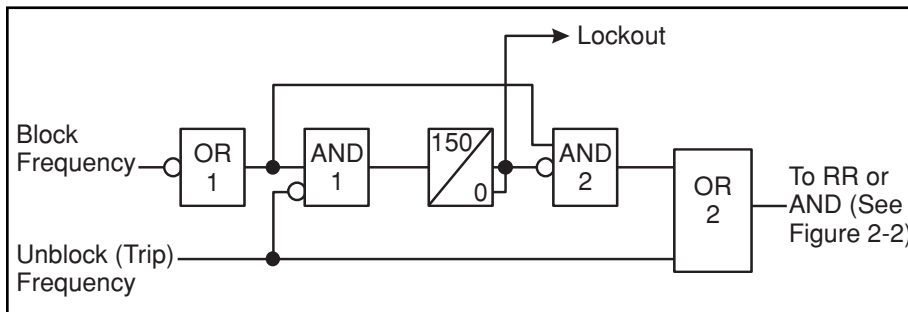 Lockout
Block
Frequency
OR
1
AND
1
150
0
AND
2
OR
2
To RR or
AND (See
Figure 2-2)
Unblock (Trip)
Frequency